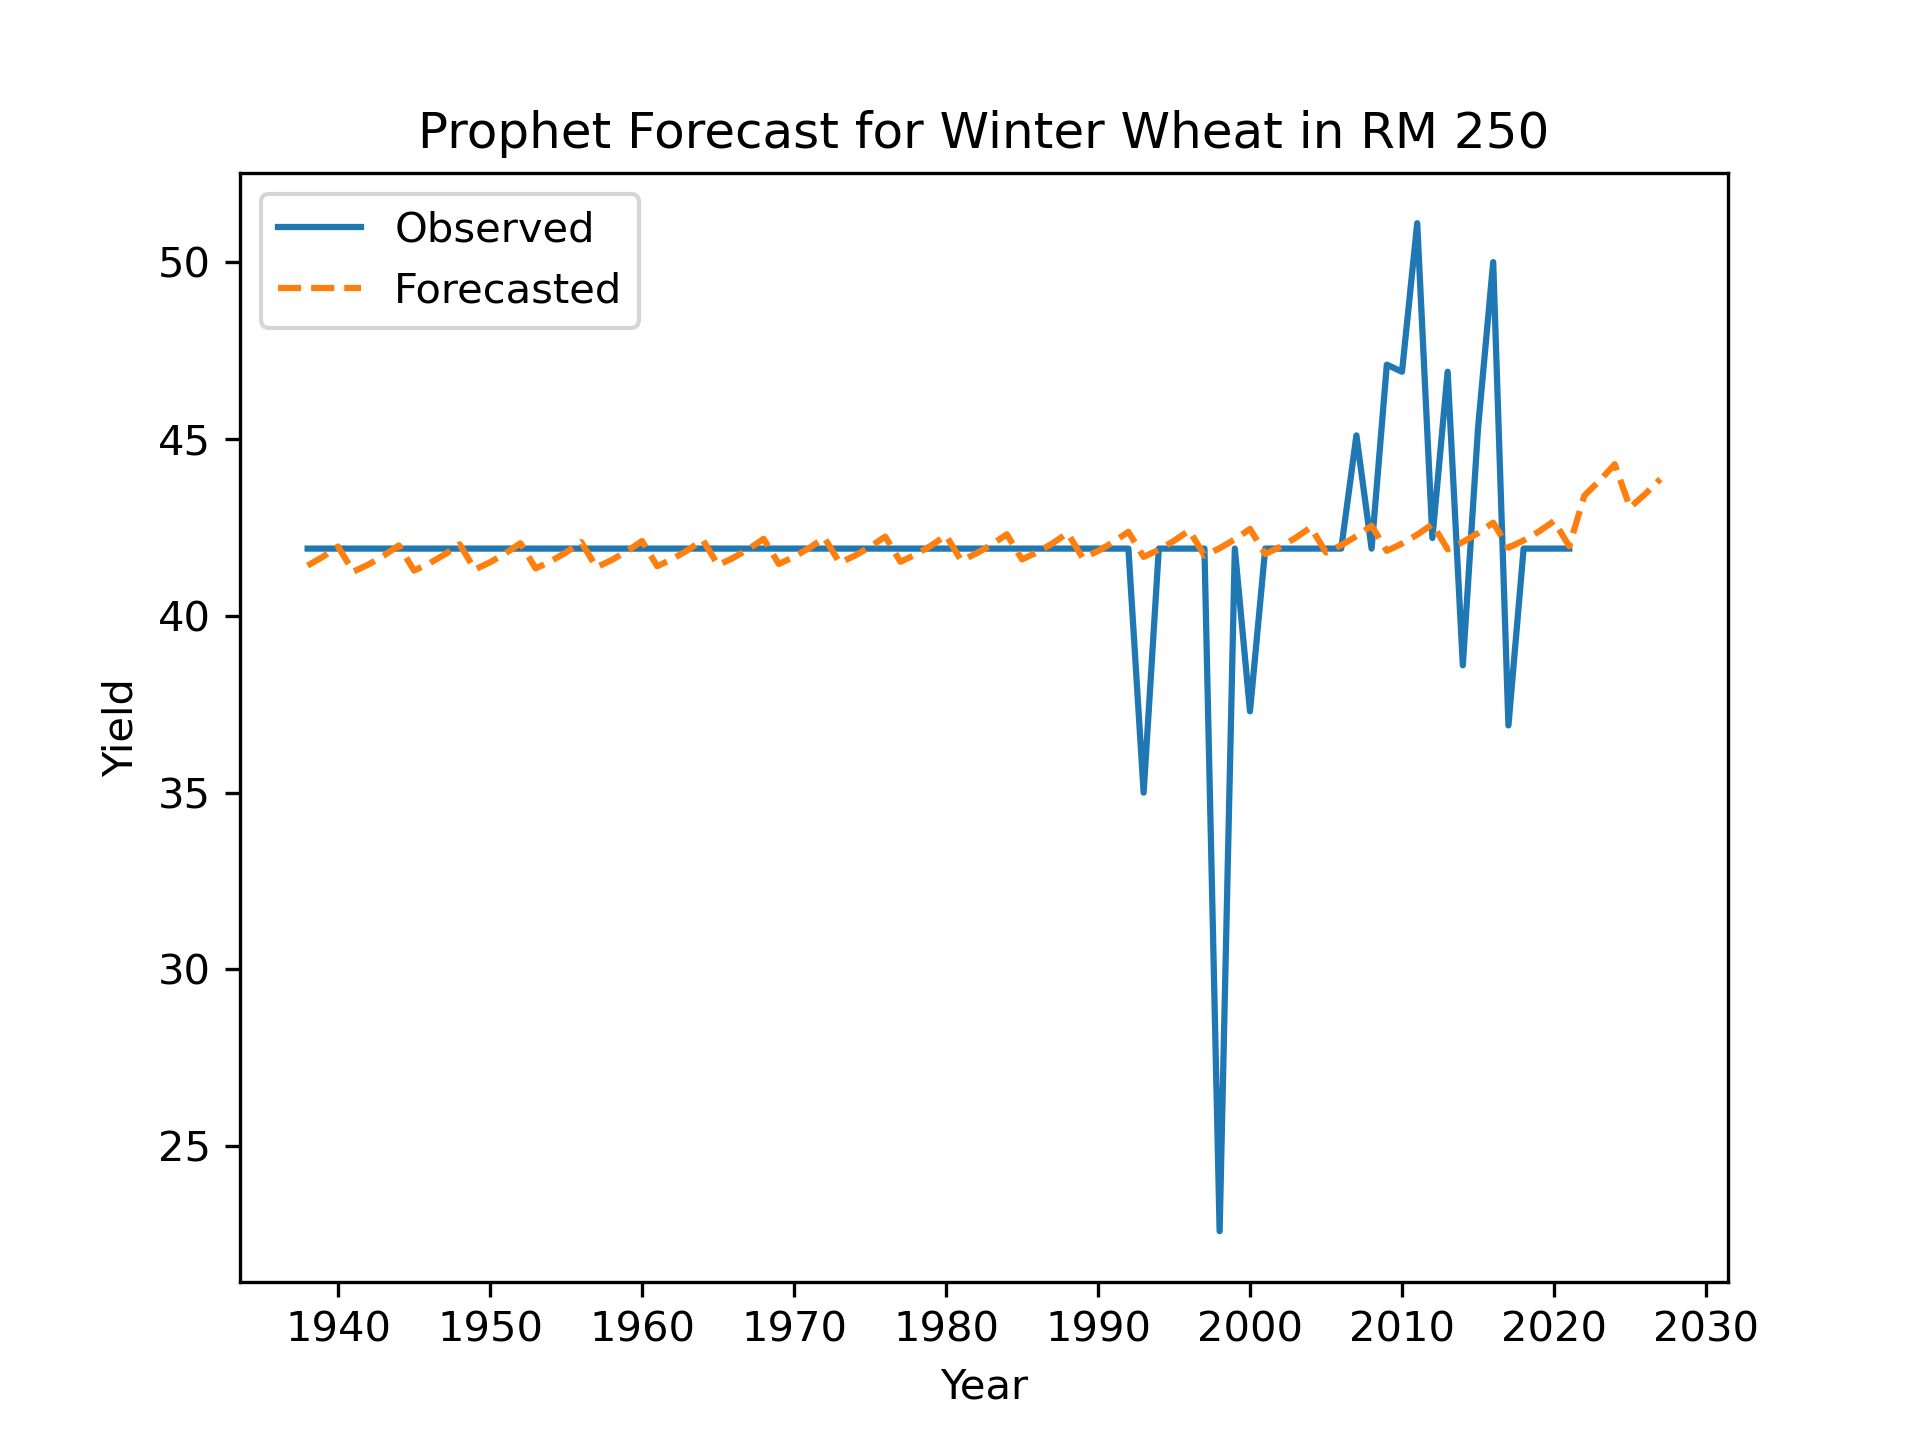 Prophet Forecast for Winter Wheat in RM 250
Observed
Forecasted
50
45
40
35
30
25
Yield
1940 1950 1960 1970 1980 1990 2000 2010 2020 2030
Year